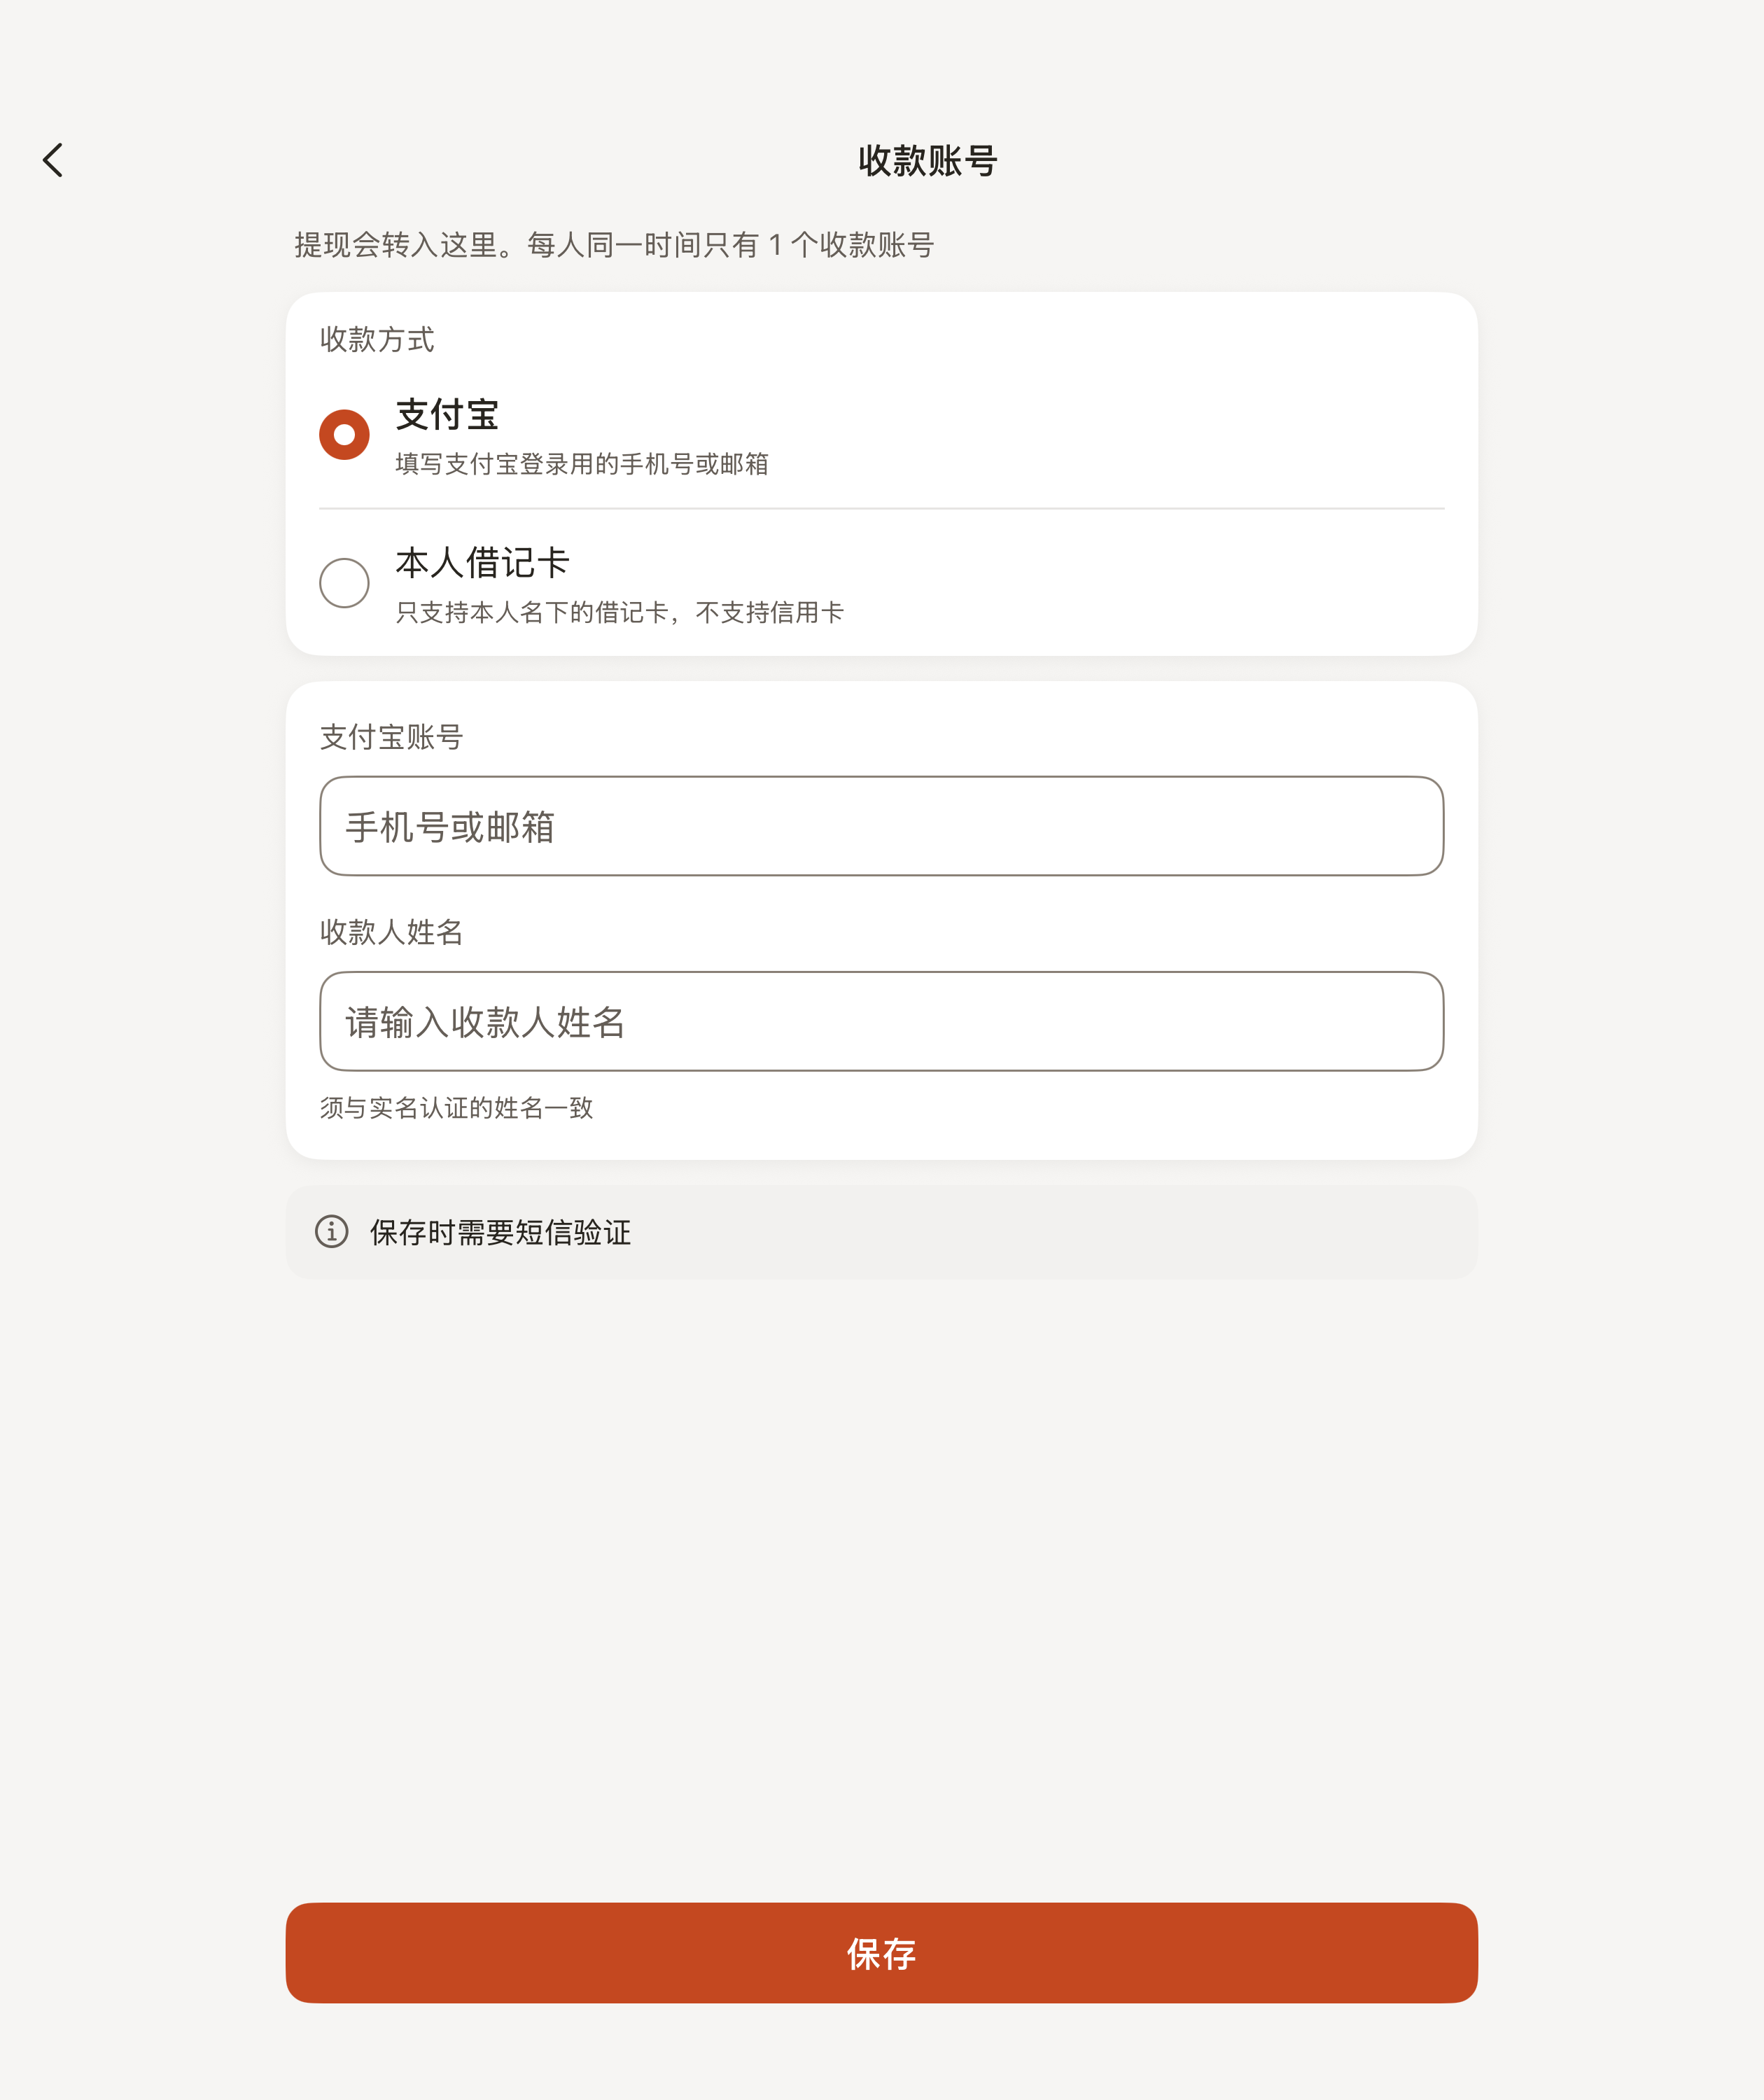 收款账号
提现会转入这里。每人同一时间只有 1 个收款账号
收款方式
支付宝
填写支付宝登录用的手机号或邮箱
本人借记卡
只支持本人名下的借记卡，不支持信用卡
支付宝账号
手机号或邮箱
收款人姓名
请输入收款人姓名
须与实名认证的姓名一致
保存时需要短信验证
保存